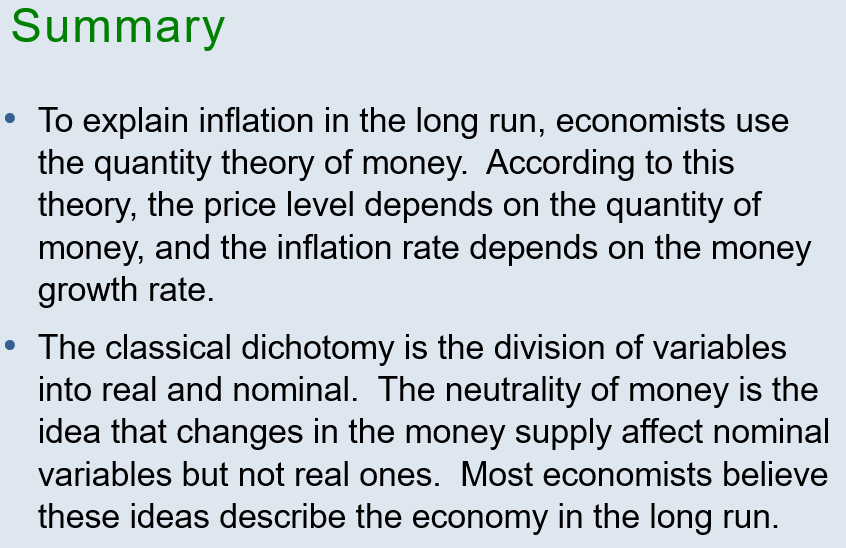 Summary
• To explain inflation in the long run, economists use
the quantity theory of money.  According to this
theory, the price level depends on the quantity of
money, and the inflation rate depends on the money
growth rate.
• The classical dichotomy is the division of variables
into real and nominal.  The neutrality of money is the
idea that changes in the money supply affect nominal
variables but not real ones.  Most economists believe
these ideas describe the economy in the long run.